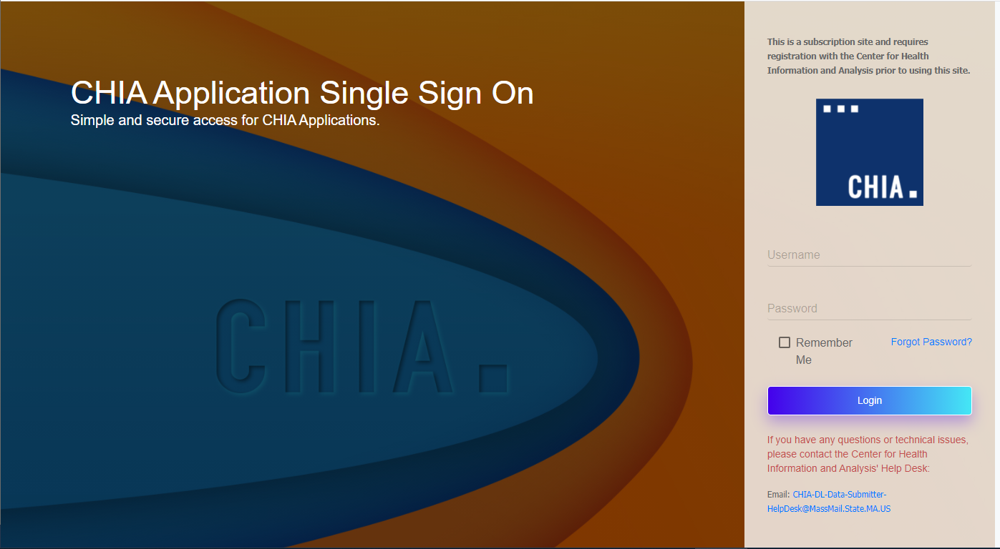 CHIA Application Single Sign On
Simple and secure access for CHIA Applications.
CHIA.
This is a subscription site and requires
registration with the Center for Health
Information and Analysis prior to using this site.
CHIA.
Username
Password
Remember
Me
Forgot Password?
Login
If you have any questions or technical issues,
please contact the Center for Health
Information and Analysis' Help Desk:
Email: CHIA-DL-Data-Submitter-
HelpDesk@MassMail.State.MA.US